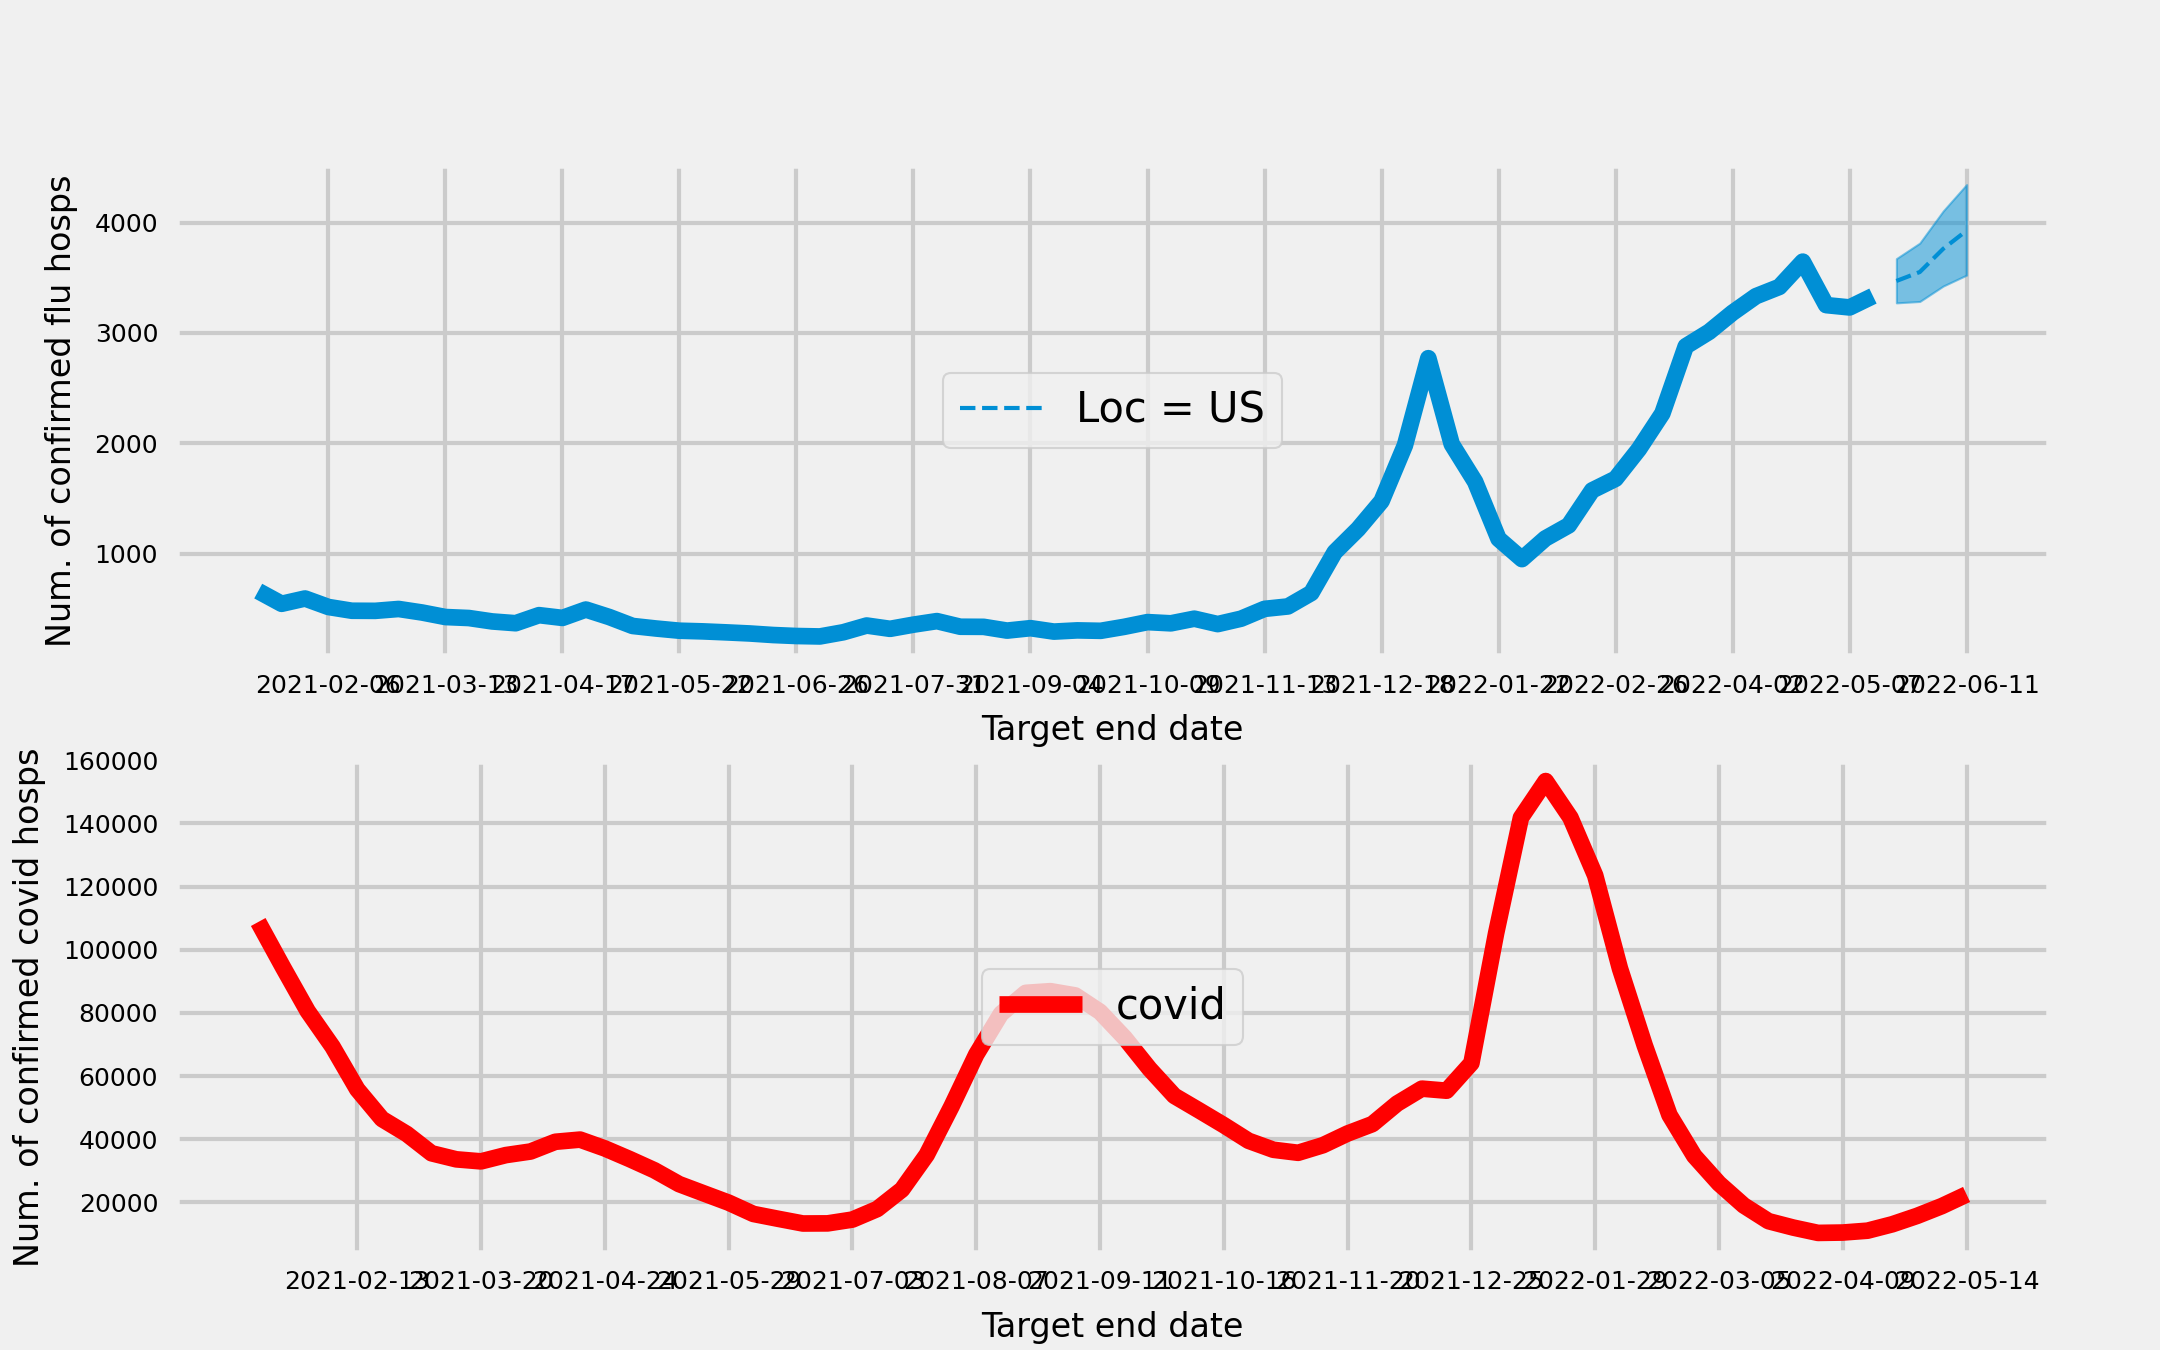 Num. of confirmed flu hosps
4000
3000
2000
1000
Loc = US
2021-02-06 2021-03-13 2021-04-17 2021-05-22 2021-06-26 2021-07-31 2021-09-04 2021-10-09 2021-11-13 2021-12-18 2022-01-22 2022-02-26 2022-04-02 2022-05-07 2022-06-11
Target end date
Num. of confirmed covid hosps
160000
140000
120000
100000
80000
60000
40000
20000
covid
2021-02-13 2021-03-20 2021-04-24 2021-05-29 2021-07-03 2021-08-07 2021-09-11 2021-10-16 2021-11-20 2021-12-25 2022-01-29 2022-03-05 2022-04-09 2022-05-14
Target end date